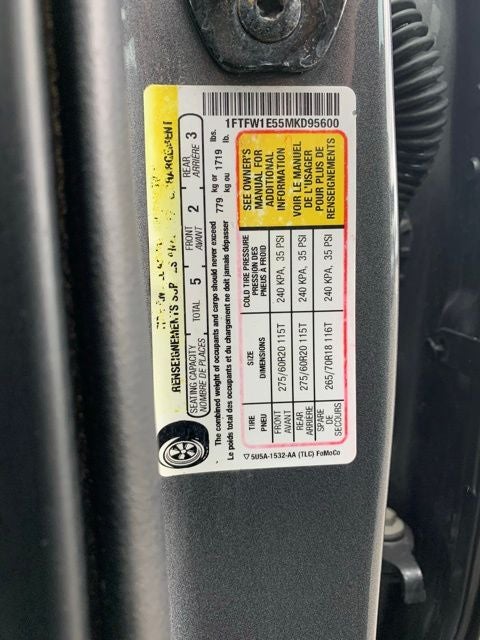 RENSEIGNEMENTS SUR LES
CHARGEMENT
SEATING CAPACITY
NOMBRE DE PLACES
TOTAL 5
FRONT
AVANT 2
REAR
ARRIÈRE 3
The combined weight of occupants and cargo should never exceed
Le poids total des occupants et du chargement ne doit jamais dépasser
779 kg or 1719 lb.
kg ou lb.
1FTFW1E55MKD95600
TIRE
PNEU
SIZE
DIMENSIONS
COLD TIRE PRESSURE
PRESSION DES
PNEUS À FROID
FRONT
AVANT
275/60R20 115T
240 KPA, 35 PSI
REAR
ARRIÈRE
275/60R20 115T
240 KPA, 35 PSI
SPARE
DE
SECOURS
265/70R18 116T
240 KPA, 35 PSI
SEE OWNER'S
MANUAL FOR
ADDITIONAL
INFORMATION
VOIR LE MANUEL
DE L'USAGER
POUR PLUS DE
RENSEIGNEMENTS
5U5A-1532-AA (TLC) FoMoCo